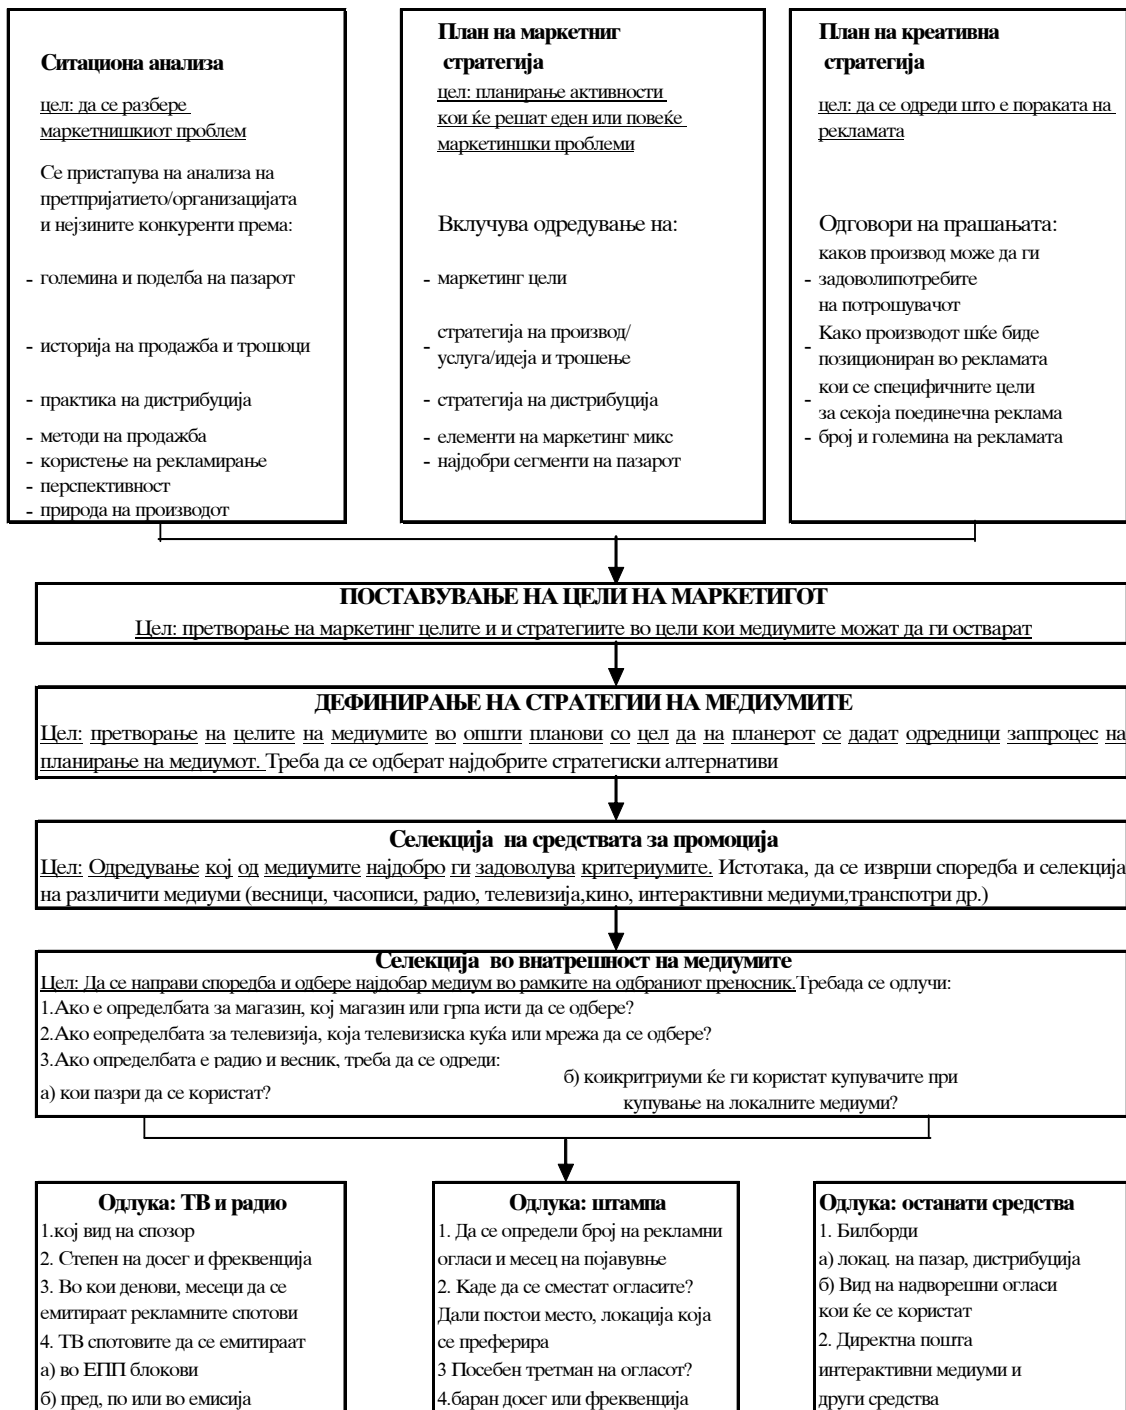 Ситациона анализа
цел: да се разбере
маркетнишкиот проблем
Се пристапува на анализа на
претпријатието/организацијата
и нејзините конкуренти према:
- големина и поделба на пазарот
- историја на продажба и трошоци
- практика на дистрибуција
- методи на продажба
- користење на рекламирање
- перспективност
- природа на производот
План на маркетниг
стратегија
цел: планирање активности
кои ќе решат еден или повеќе
маркетиншки проблеми
Вклучува одредување на:
- маркетинг цели
стратегија на производ/
- услуга/идеја и трошење
- стратегија на дистрибуција
- елементи на маркетинг микс
- најдобри сегменти на пазарот
План на креативна
стратегија
цел: да се одреди што е пораката на
рекламата
Одговори на прашањата:
каков производ може да ги
- задоволипотребите
на потрошувачот
Како производот шќе биде
- позициониран во рекламата
кои се специфичните цели
- за секоја поединечна реклама
- број и големина на рекламата
ПОСТАВУВАЊЕ НА ЦЕЛИ НА МАРКЕТИГОТ
Цел: претворање на маркетинг целите и и стратегиите во цели кои медиумите можат да ги остварат
ДЕФИНИРАЊЕ НА СТРАТЕГИИ НА МЕДИУМИТЕ
Цел: претворање на целите на медиумите во општи планови со цел да на планерот се дадат одредници заппроцес на
планирање на медиумот. Треба да се одберат најдобрите стратегиски алтернативи
Селекција на средствата за промоција
Цел: Одредување кој од медиумите најдобро ги задоволува критериумите. Истотака, да се изврши споредба и селекција
на различити медиуми (весници, часописи, радио, телевизија,кино, интерактивни медиуми,транспотри др.)
Селекција во внатрешност на медиумите
Цел: Да се направи споредба и одбере најдобар медиум во рамките на одбраниот преносник.Требада се одлучи:
1.Ако е определбата за магазин, кој магазин или грпа исти да се одбере?
2.Ако еопределбата за телевизија, која телевизиска куќа или мрежа да се одбере?
3.Ако определбата е радио и весник, треба да се одреди:
а) кои пазри да се користат?
б) коикритриуми ќе ги користат купувачите при
купување на локалните медиуми?
Одлука: ТВ и радио
1.кој вид на спозор
2. Степен на досег и фреквенција
3. Во кои денови, месеци да се
емитираат рекламните спотови
4. ТВ спотовите да се емитираат
а) во ЕПП блокови
б) пред, по или во емисија
Одлука: штампа
1. Да се определи број на рекламни
огласи и месец на појавувње
2. Каде да се сместат огласите?
Дали постои место, локација која
се преферира
3 Посебен третман на огласот?
4.баран досег или фреквенција
Одлука: останати средства
1. Билборди
а) локац. на пазар, дистрибуција
б) Вид на надворешни огласи
кои ќе се користат
2. Директна пошта
интерактивни медиуми и
други средства